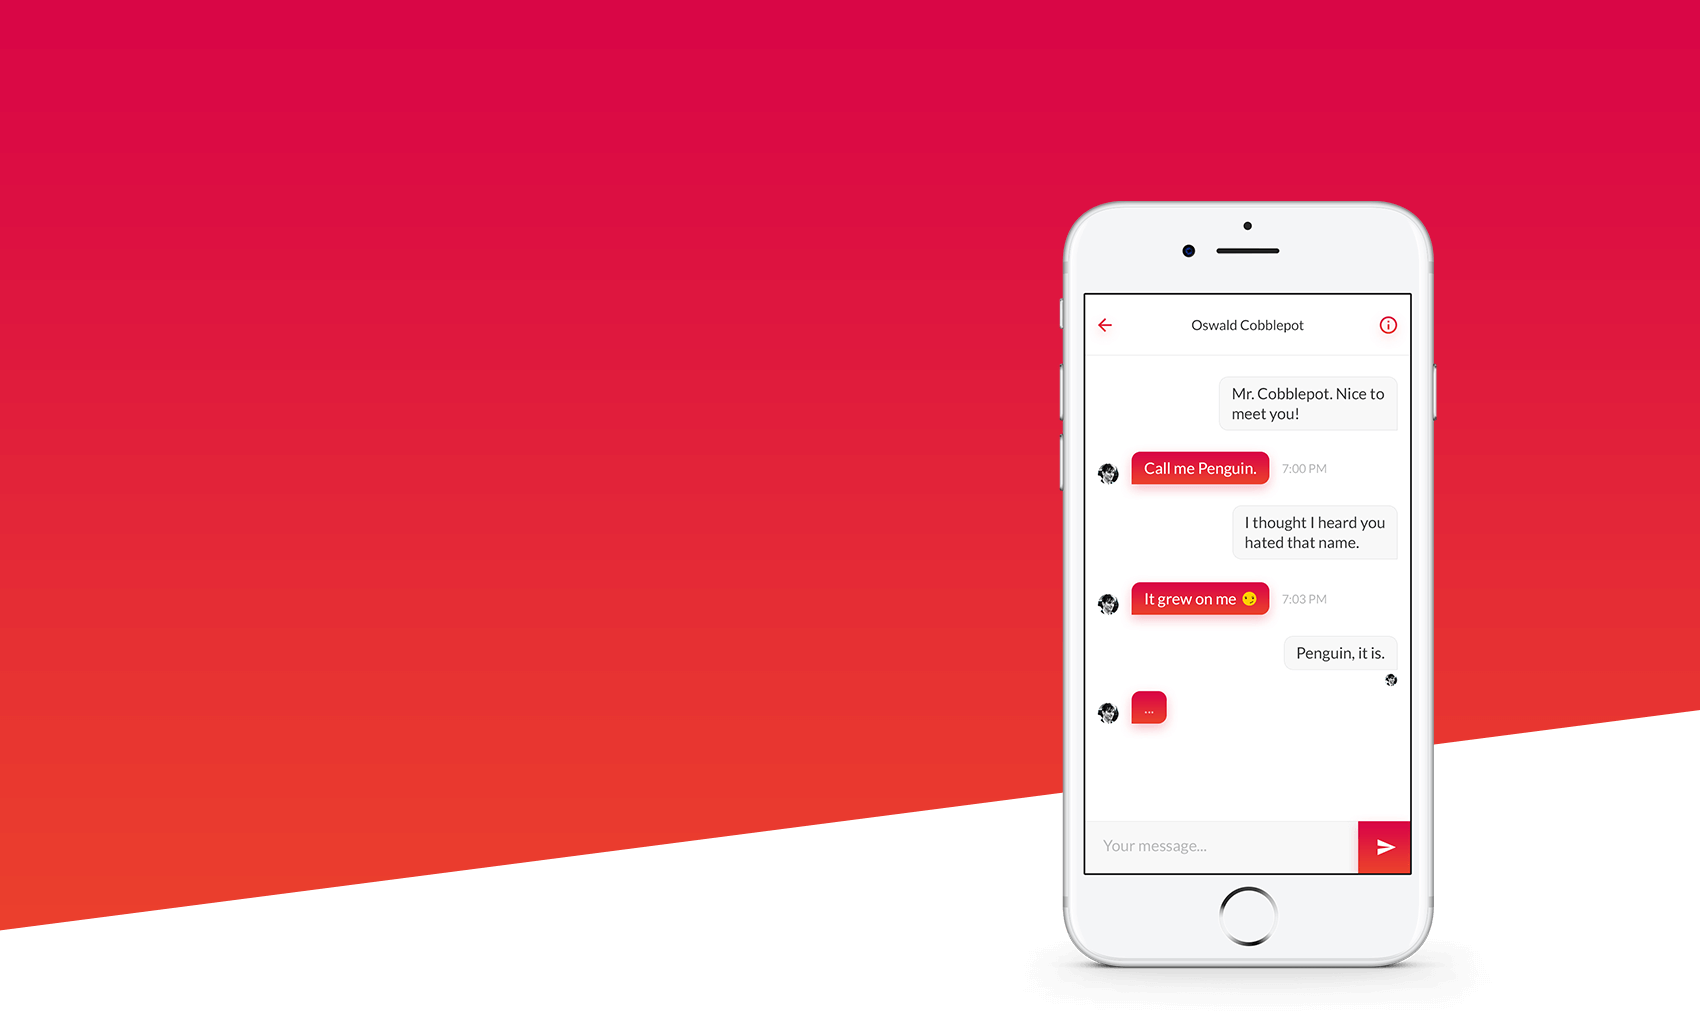 Oswald Cobblepot
Mr. Cobblepot. Nice to
meet you!
Call me Penguin.
7:00 PM
I thought I heard you
hated that name.
It grew on me 😏
7:03 PM
Penguin, it is.
...
Your message...